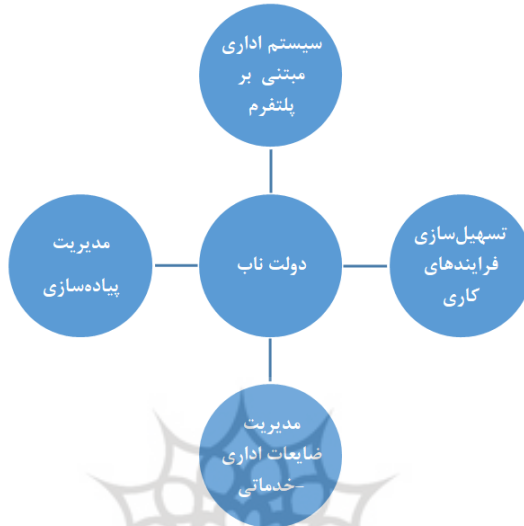 سیستم اداری
مبتنی بر
پلتفرم
تسهیل‌سازی
فرایندهای
کاری
دولت ناب
مدیریت
پیاده‌سازی
مدیریت
ضایعات اداری
-خدماتی